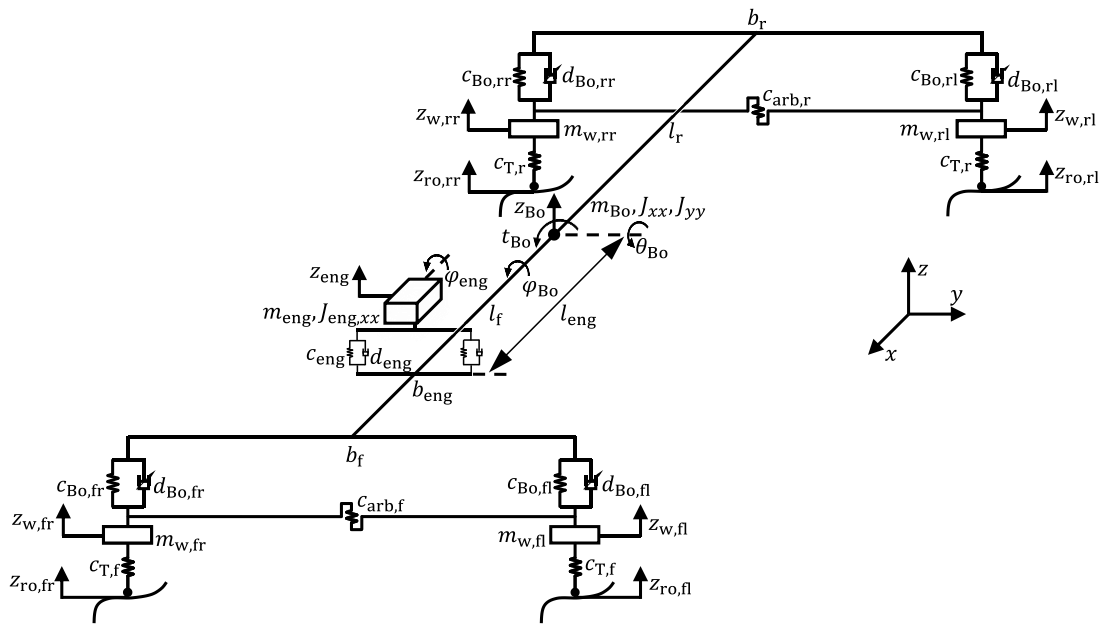 b_r
c_Bo,rr
d_Bo,rr
c_Bo,rl
d_Bo,rl
c_arb,r
z_w,rr
m_w,rr
l_r
m_w,rl
z_w,rl
c_T,r
c_T,r
z_ro,rr
z_ro,rl
z_Bo
m_Bo, J_xx, J_yy
t_Bo
θ_Bo
z_eng
φ_eng
φ_Bo
z
m_eng, J_eng,xx
l_f
l_eng
y
x
c_eng
d_eng
b_eng
b_f
c_Bo,fr
d_Bo,fr
c_Bo,fl
d_Bo,fl
c_arb,f
z_w,fr
m_w,fr
m_w,fl
z_w,fl
c_T,f
c_T,f
z_ro,fr
z_ro,fl